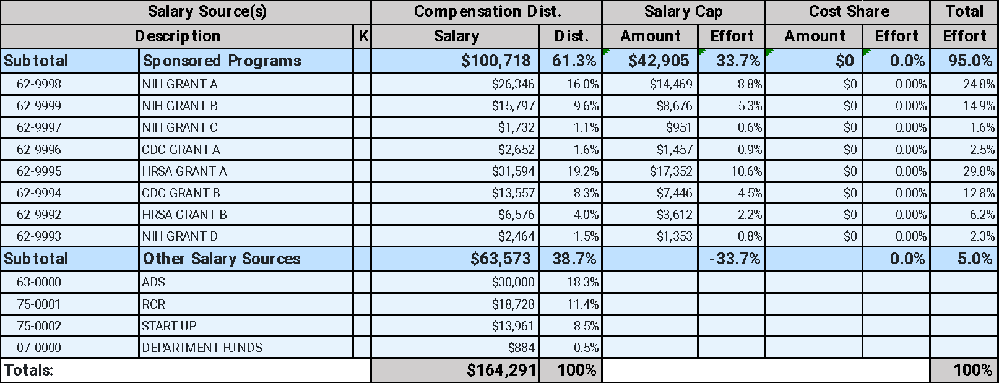 Salary Source(s) Compensation Dist. Salary Cap Cost Share Total
Description K Salary Dist. Amount Effort Amount Effort Effort
Subtotal Sponsored Programs $100,718 61.3% $42,905 33.7% $0 0.0% 95.0%
62-9998 NIH GRANT A $26,346 16.0% $14,469 8.8% $0 0.00% 24.8%
62-9999 NIH GRANT B $15,797 9.6% $8,676 5.3% $0 0.00% 14.9%
62-9997 NIH GRANT C $1,732 1.1% $951 0.6% $0 0.00% 1.6%
62-9996 CDC GRANT A $2,652 1.6% $1,457 0.9% $0 0.00% 2.5%
62-9995 HRSA GRANT A $31,594 19.2% $17,352 10.6% $0 0.00% 29.8%
62-9994 CDC GRANT B $13,557 8.3% $7,446 4.5% $0 0.00% 12.8%
62-9992 HRSA GRANT B $6,576 4.0% $3,612 2.2% $0 0.00% 6.2%
62-9993 NIH GRANT D $2,464 1.5% $1,353 0.8% $0 0.00% 2.3%
Subtotal Other Salary Sources $63,573 38.7% -33.7% 0.0% 5.0%
63-0000 ADS $30,000 18.3%
75-0001 RCR $18,728 11.4%
75-0002 START UP $13,961 8.5%
07-0000 DEPARTMENT FUNDS $884 0.5%
Totals: $164,291 100% 100%